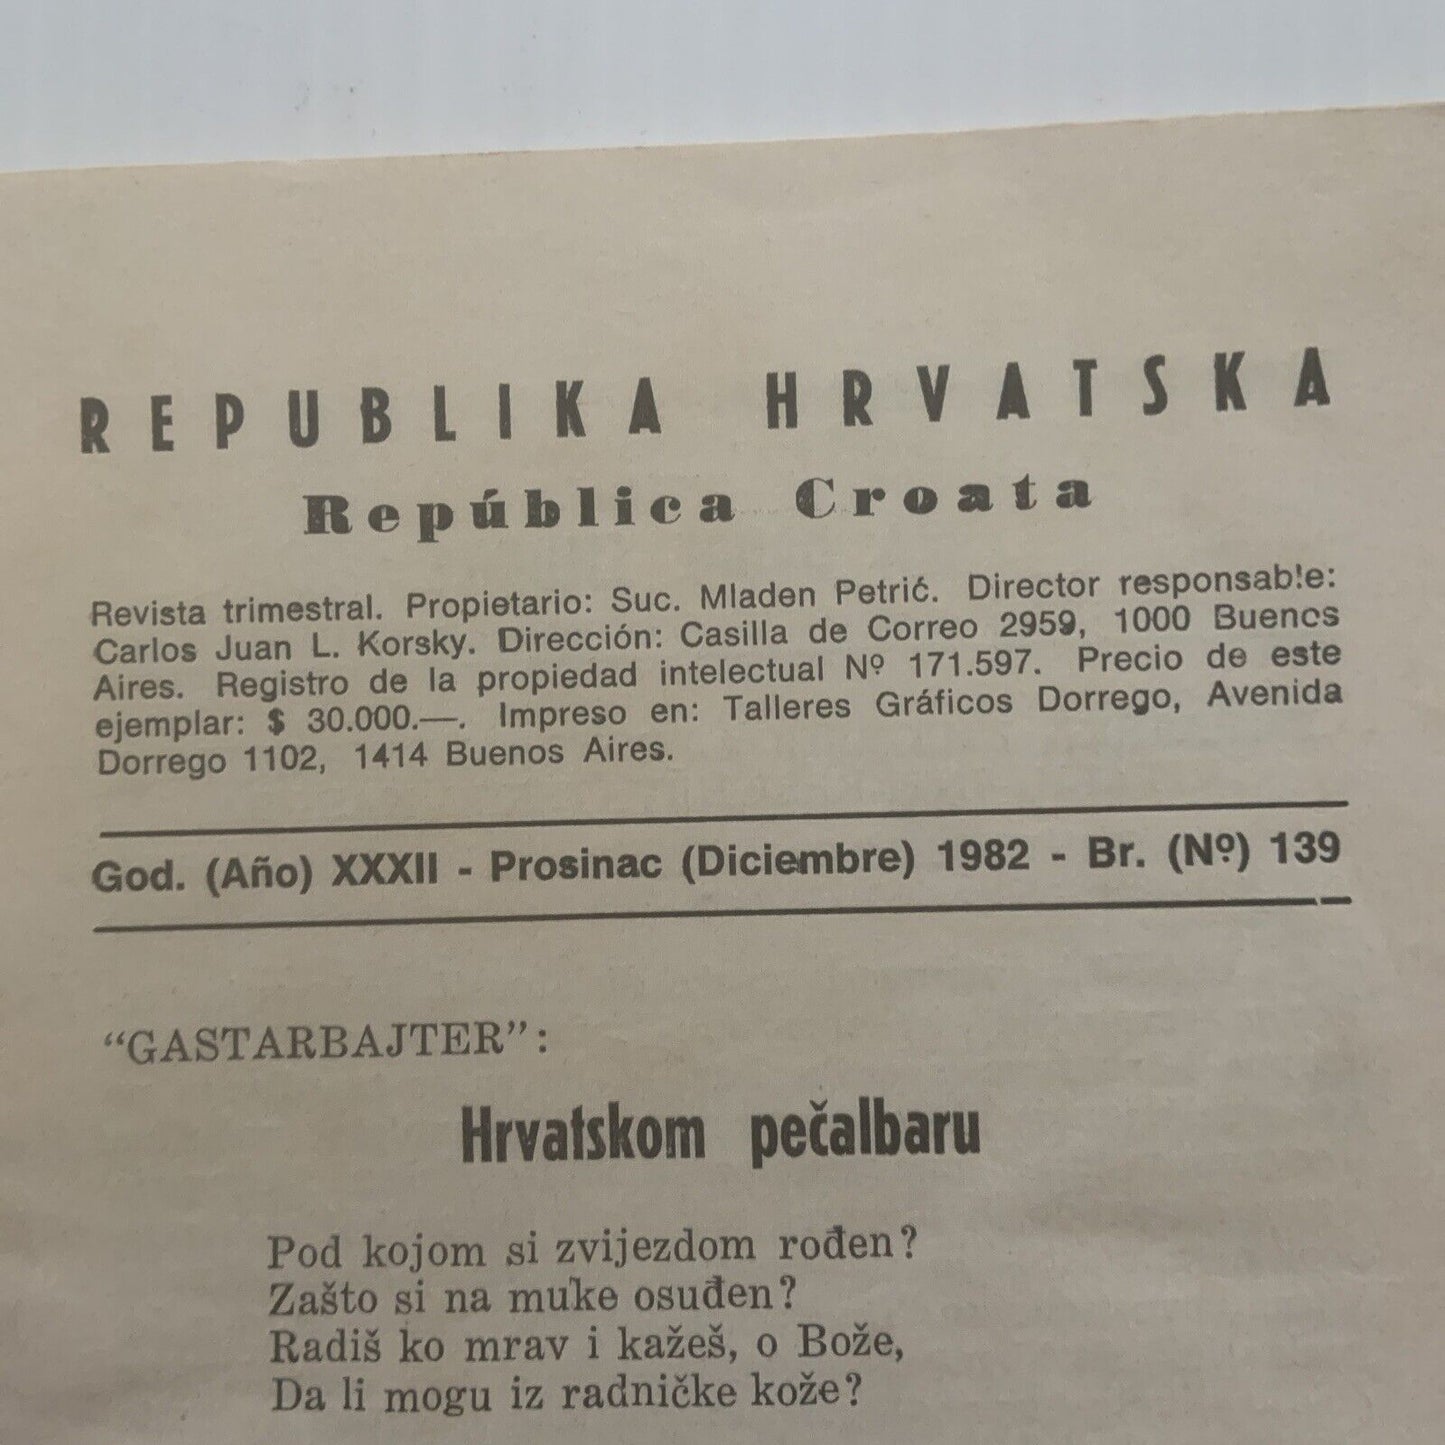 REPUBLIKA HRVATSKA
República Croata
Revista trimestral. Propietario: Suc. Mladen Petrić. Director responsable:
Carlos Juan L. Korsky. Dirección: Casilla de Correo 2959, 1000 Buenos
Aires. Registro de la propiedad intelectual Nº 171.597. Precio de este
ejemplar: $ 30.000.—. Impreso en: Talleres Gráficos Dorrego, Avenida
Dorrego 1102, 1414 Buenos Aires.
God. (Año) XXXII - Prosinac (Diciembre) 1982 - Br. (Nº) 139
“GASTARBAJTER”:
Hrvatskom pečalbaru
Pod kojom si zvijezdom rođen?
Zašto si na muke osuđen?
Radiš ko mrav i kažeš, o Bože,
Da li mogu iz radničke kože?